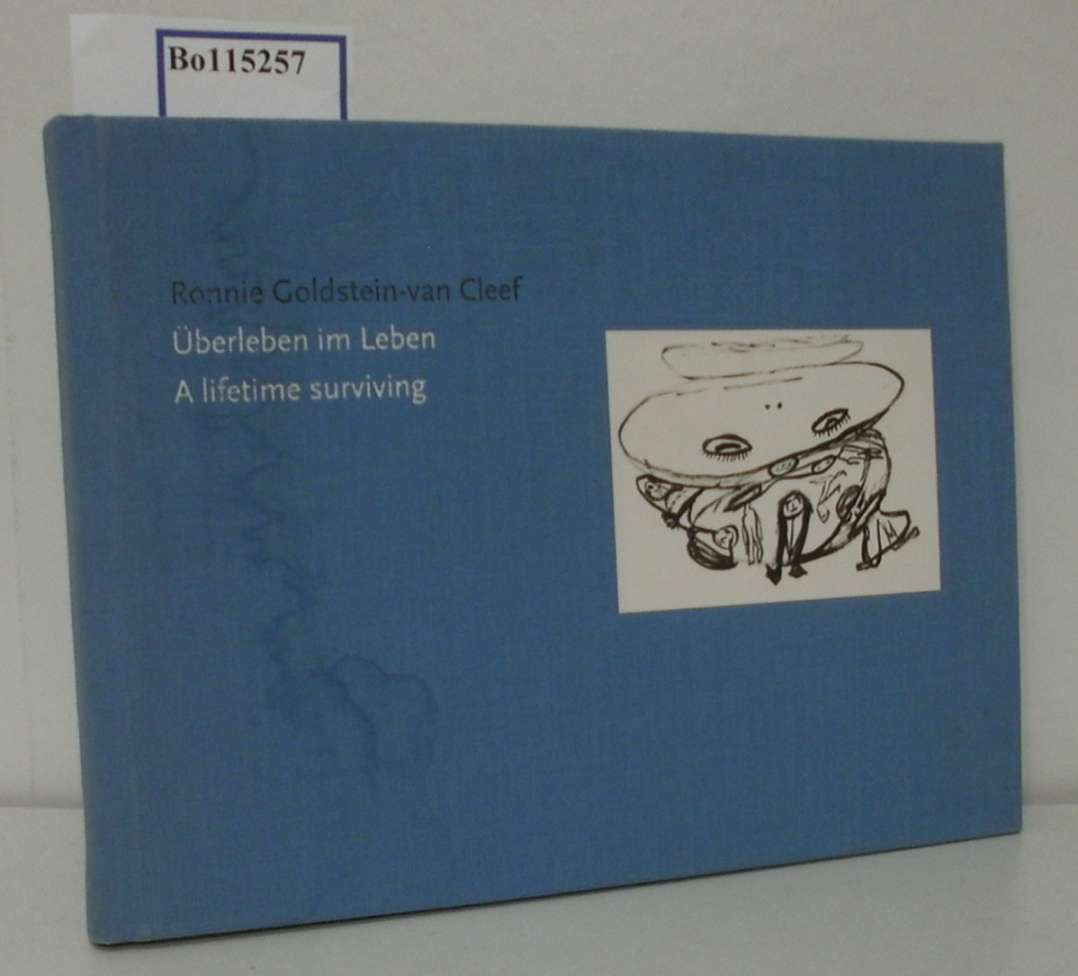 Bo115257
Ronnie Goldstein-van Cleef
Überleben im Leben
A lifetime surviving